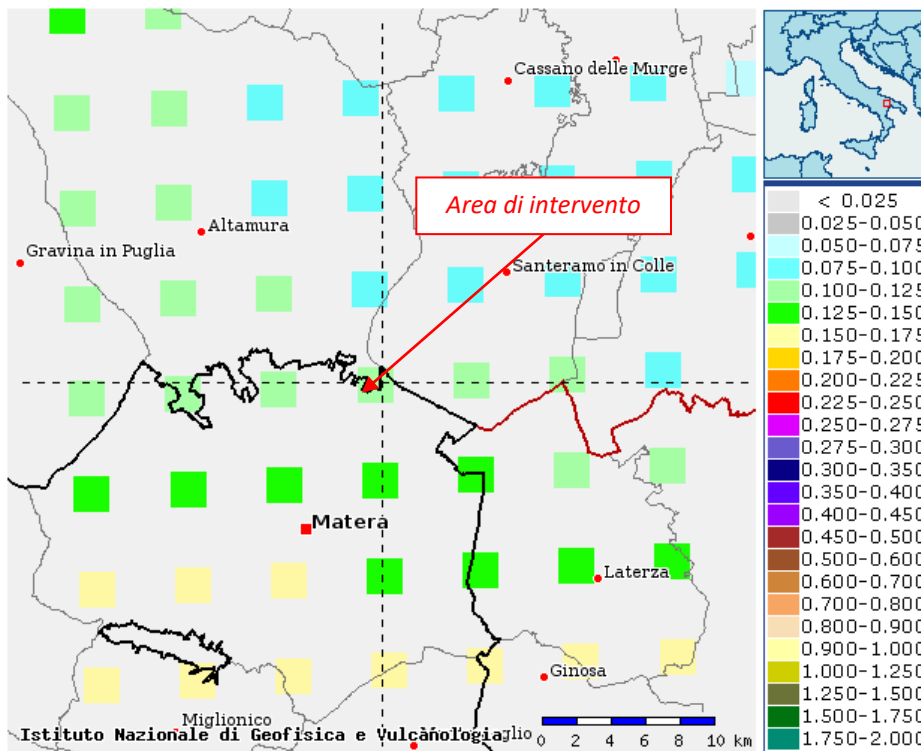 Cassano delle Murge
Area di intervento
Altamura
Gravina in Puglia
Santeramo in Colle
Matera
Laterza
Ginosa
Miglionico
Istituto Nazionale di Geofisica e Vulcanologia
glio
0 2 4 6 8 10 km
< 0.025
0.025-0.050
0.050-0.075
0.075-0.100
0.100-0.125
0.125-0.150
0.150-0.175
0.175-0.200
0.200-0.225
0.225-0.250
0.250-0.275
0.275-0.300
0.300-0.350
0.350-0.400
0.400-0.450
0.450-0.500
0.500-0.600
0.600-0.700
0.700-0.800
0.800-0.900
0.900-1.000
1.000-1.250
1.250-1.500
1.500-1.750
1.750-2.000